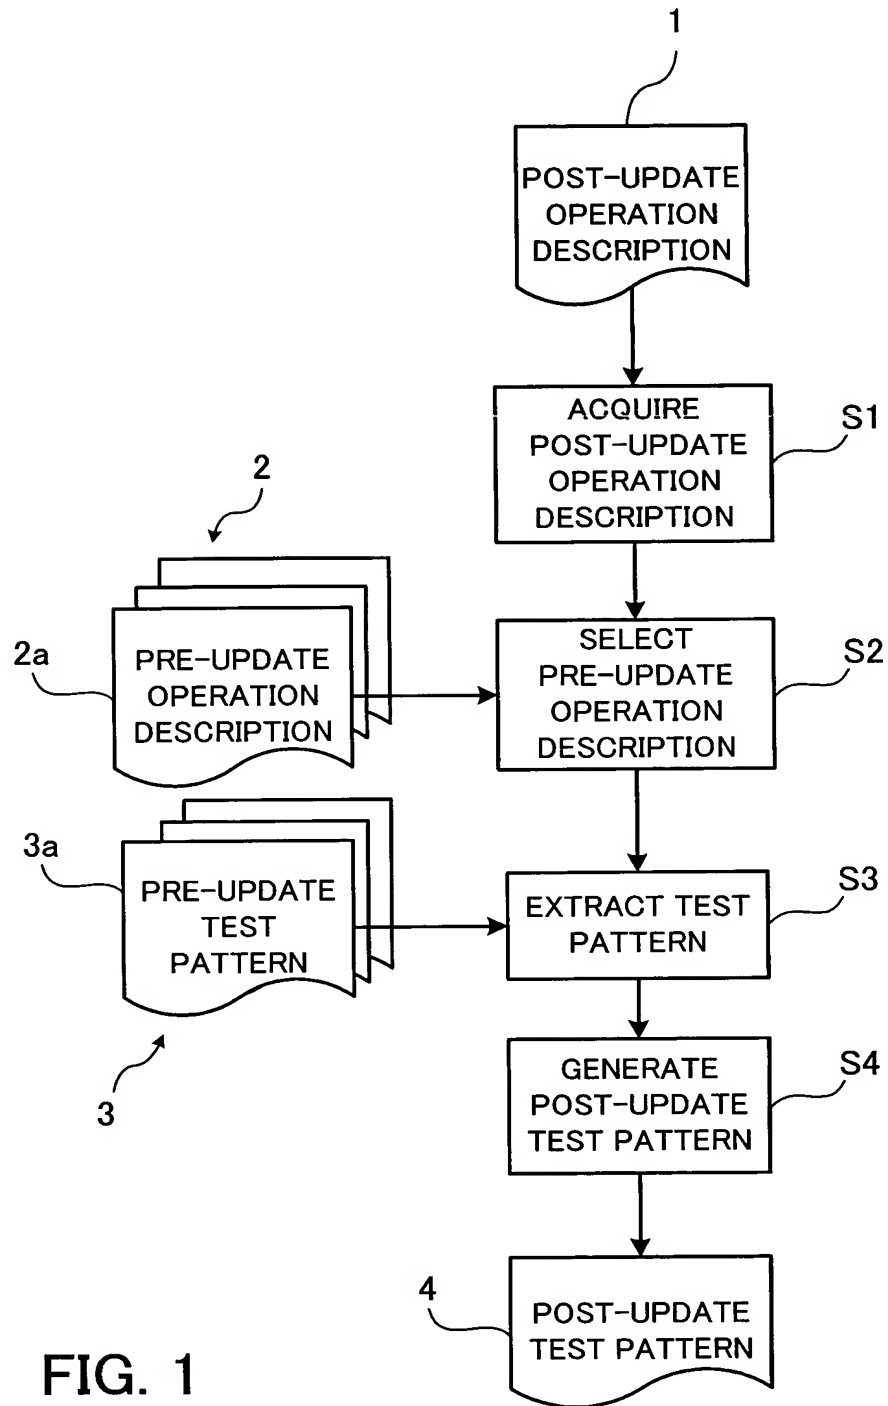 1
POST-UPDATE
OPERATION
DESCRIPTION
ACQUIRE
POST-UPDATE
OPERATION
DESCRIPTION
S1
2
2a
PRE-UPDATE
OPERATION
DESCRIPTION
SELECT
PRE-UPDATE
OPERATION
DESCRIPTION
S2
3a
PRE-UPDATE
TEST
PATTERN
3
EXTRACT TEST
PATTERN
S3
GENERATE
POST-UPDATE
TEST PATTERN
S4
4
POST-UPDATE
TEST PATTERN
FIG. 1